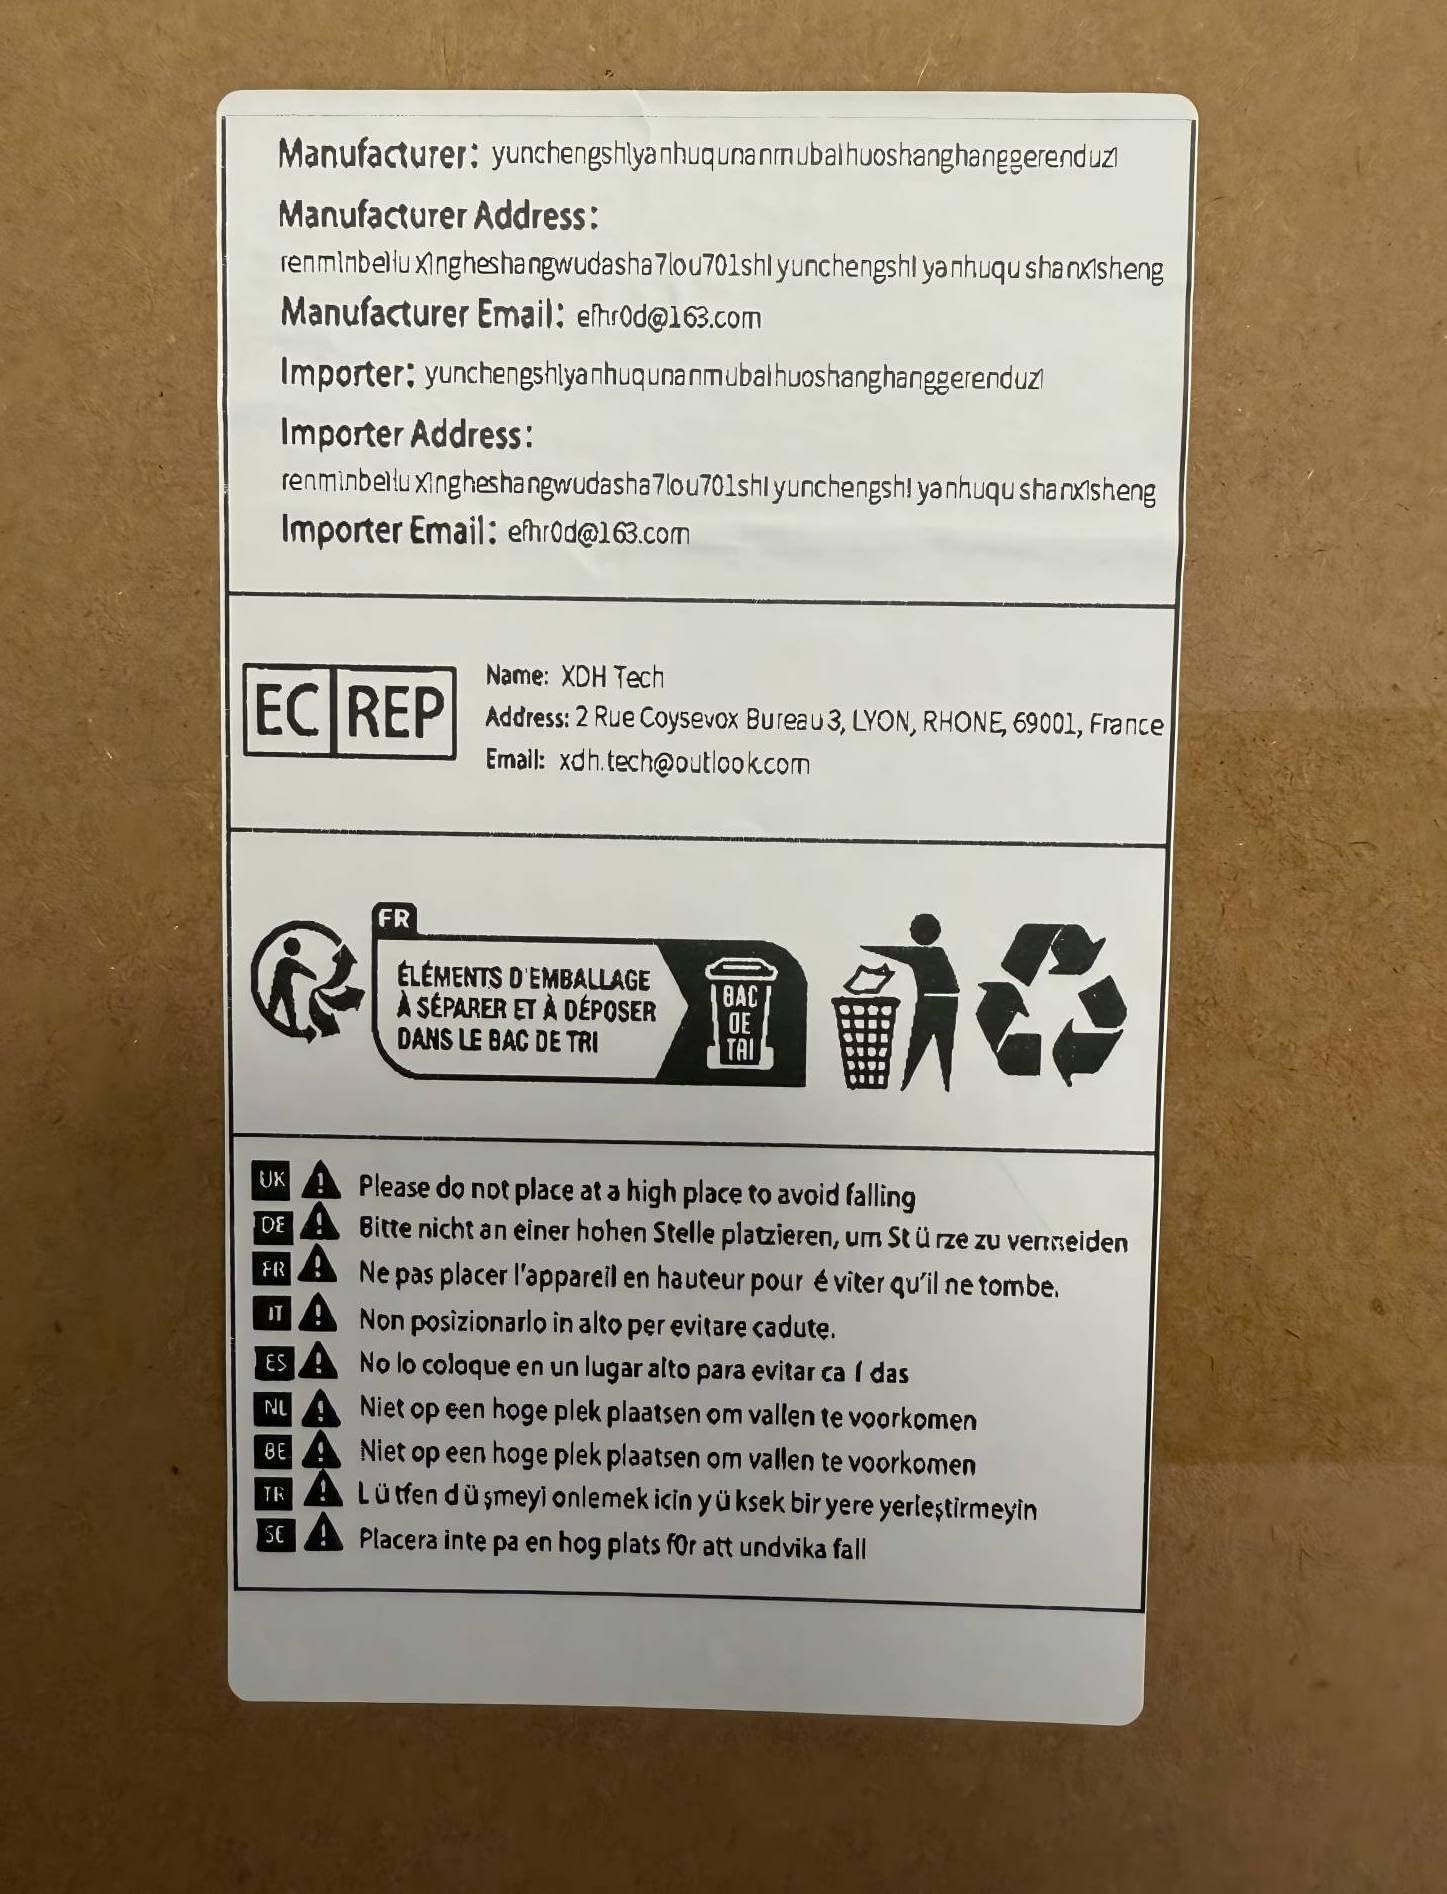 Manufacturer: yunchengshiyanhuqunanmubaihuoshanghanggerenduzi
Manufacturer Address:
renminbeilu xingheshangwudasha7lou701shi yunchengshi yanhuqu shanxisheng
Manufacturer Email: efhr0d@163.com
Importer: yunchengshiyanhuqunanmubaihuoshanghanggerenduzi
Importer Address:
renminbeilu xingheshangwudasha7lou701shi yunchengshi yanhuqu shanxisheng
Importer Email: efhr0d@163.com
EC REP
Name: XDH Tech
Address: 2 Rue Coysevox Bureau 3, LYON, RHONE, 69001, France
Email: xdh.tech@outlook.com
FR
ÉLÉMENTS D'EMBALLAGE
À SÉPARER ET À DÉPOSER
DANS LE BAC DE TRI
BAC
DE
TRI
UK Please do not place at a high place to avoid falling
DE Bitte nicht an einer hohen Stelle platzieren, um St ü rze zu vermeiden
FR Ne pas placer l'appareil en hauteur pour é viter qu'il ne tombe.
IT Non posizionarlo in alto per evitare cadute.
ES No lo coloque en un lugar alto para evitar ca í das
NL Niet op een hoge plek plaatsen om vallen te voorkomen
BE Niet op een hoge plek plaatsen om vallen te voorkomen
TR L ü tfen d ü şmeyi onlemek icin y ü ksek bir yere yerleştirmeyin
SE Placera inte pa en hog plats f0r att undvika fall